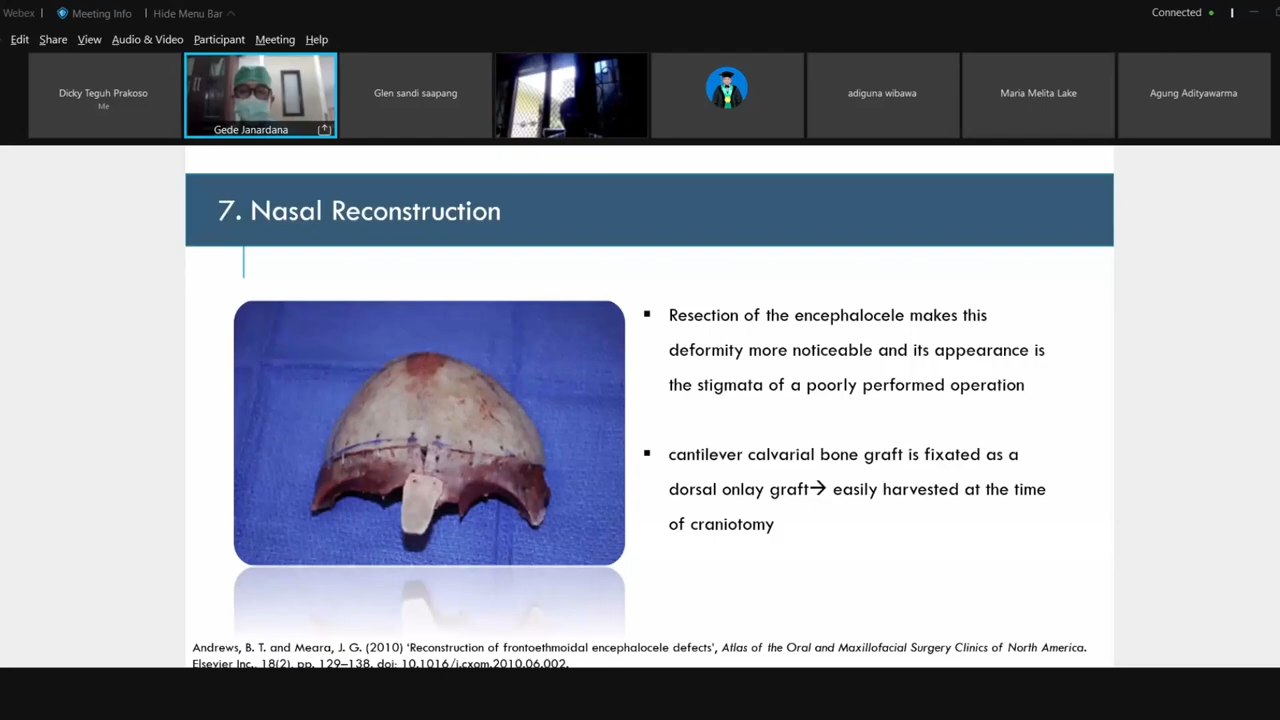 Webex
Meeting Info
Hide Menu Bar
Connected
Edit Share View Audio & Video Participant Meeting Help
Dicky Teguh Prakoso
Me
Gede Janardana
Glen sandi saapang
adiguna wibawa
Maria Melita Lake
Agung Adityawarma
7. Nasal Reconstruction
▪ Resection of the encephalocele makes this
deformity more noticeable and its appearance is
the stigmata of a poorly performed operation
▪ cantilever calvarial bone graft is fixated as a
dorsal onlay graft→ easily harvested at the time
of craniotomy
Andrews, B. T. and Meara, J. G. (2010) ‘Reconstruction of frontoethmoidal encephalocele defects’, Atlas of the Oral and Maxillofacial Surgery Clinics of North America.
Elsevier Inc., 18(2), pp. 129–138. doi: 10.1016/j.cxom.2010.06.002.